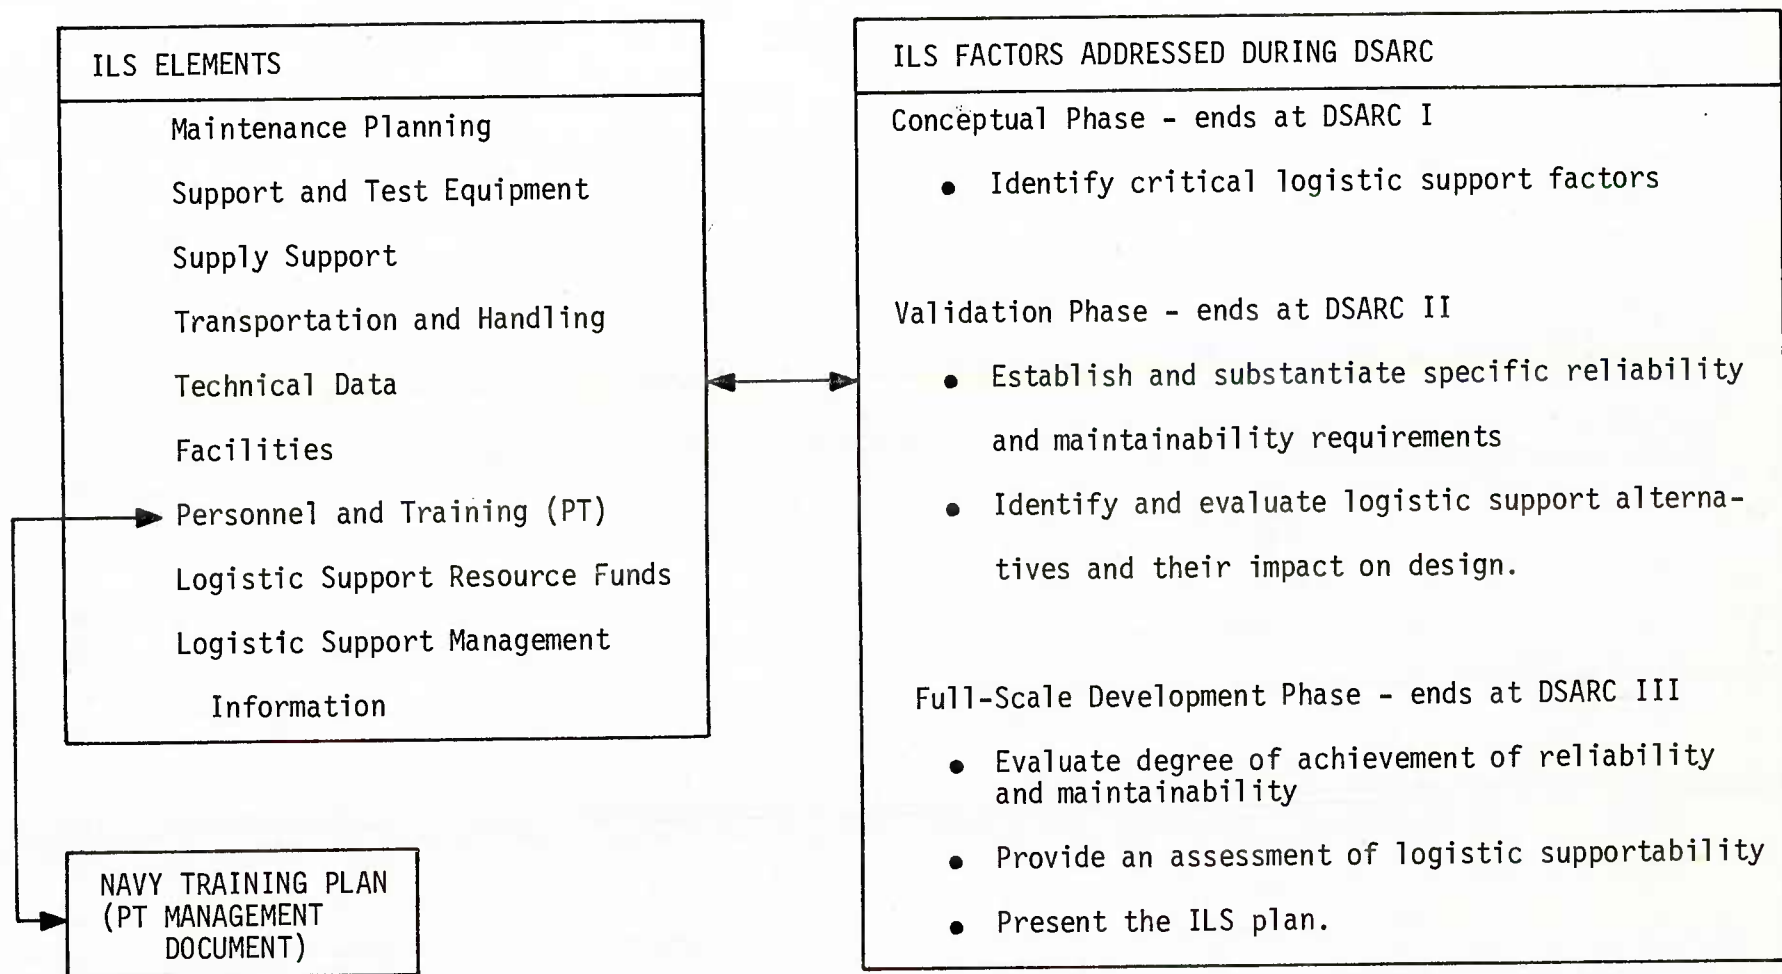 ILS ELEMENTS
Maintenance Planning
Support and Test Equipment
Supply Support
Transportation and Handling
Technical Data
Facilities
Personnel and Training (PT)
Logistic Support Resource Funds
Logistic Support Management
Information
NAVY TRAINING PLAN
(PT MANAGEMENT
DOCUMENT)
ILS FACTORS ADDRESSED DURING DSARC
Conceptual Phase - ends at DSARC I
• Identify critical logistic support factors
Validation Phase - ends at DSARC II
• Establish and substantiate specific reliability
and maintainability requirements
• Identify and evaluate logistic support alterna-
tives and their impact on design.
Full-Scale Development Phase - ends at DSARC III
• Evaluate degree of achievement of reliability
and maintainability
• Provide an assessment of logistic supportability
• Present the ILS plan.